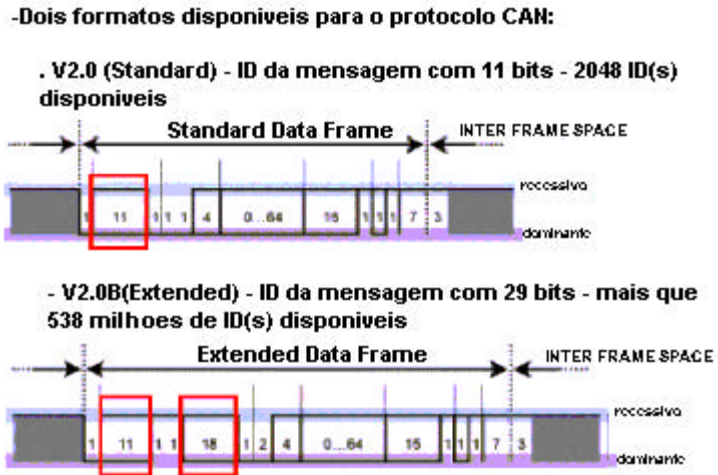 -Dois formatos disponiveis para o protocolo CAN:
. V2.0 (Standard) - ID da mensagem com 11 bits - 2048 ID(s)
disponiveis
Standard Data Frame INTER FRAME SPACE
recessivo
1 11 1 1 1 4 0...64 15 1 1 1 7 3
dominante
- V2.0B(Extended) - ID da mensagem com 29 bits - mais que
538 milhoes de ID(s) disponiveis
Extended Data Frame INTER FRAME SPACE
recessivo
1 11 1 1 18 1 2 4 0...64 15 1 1 1 7 3
dominante